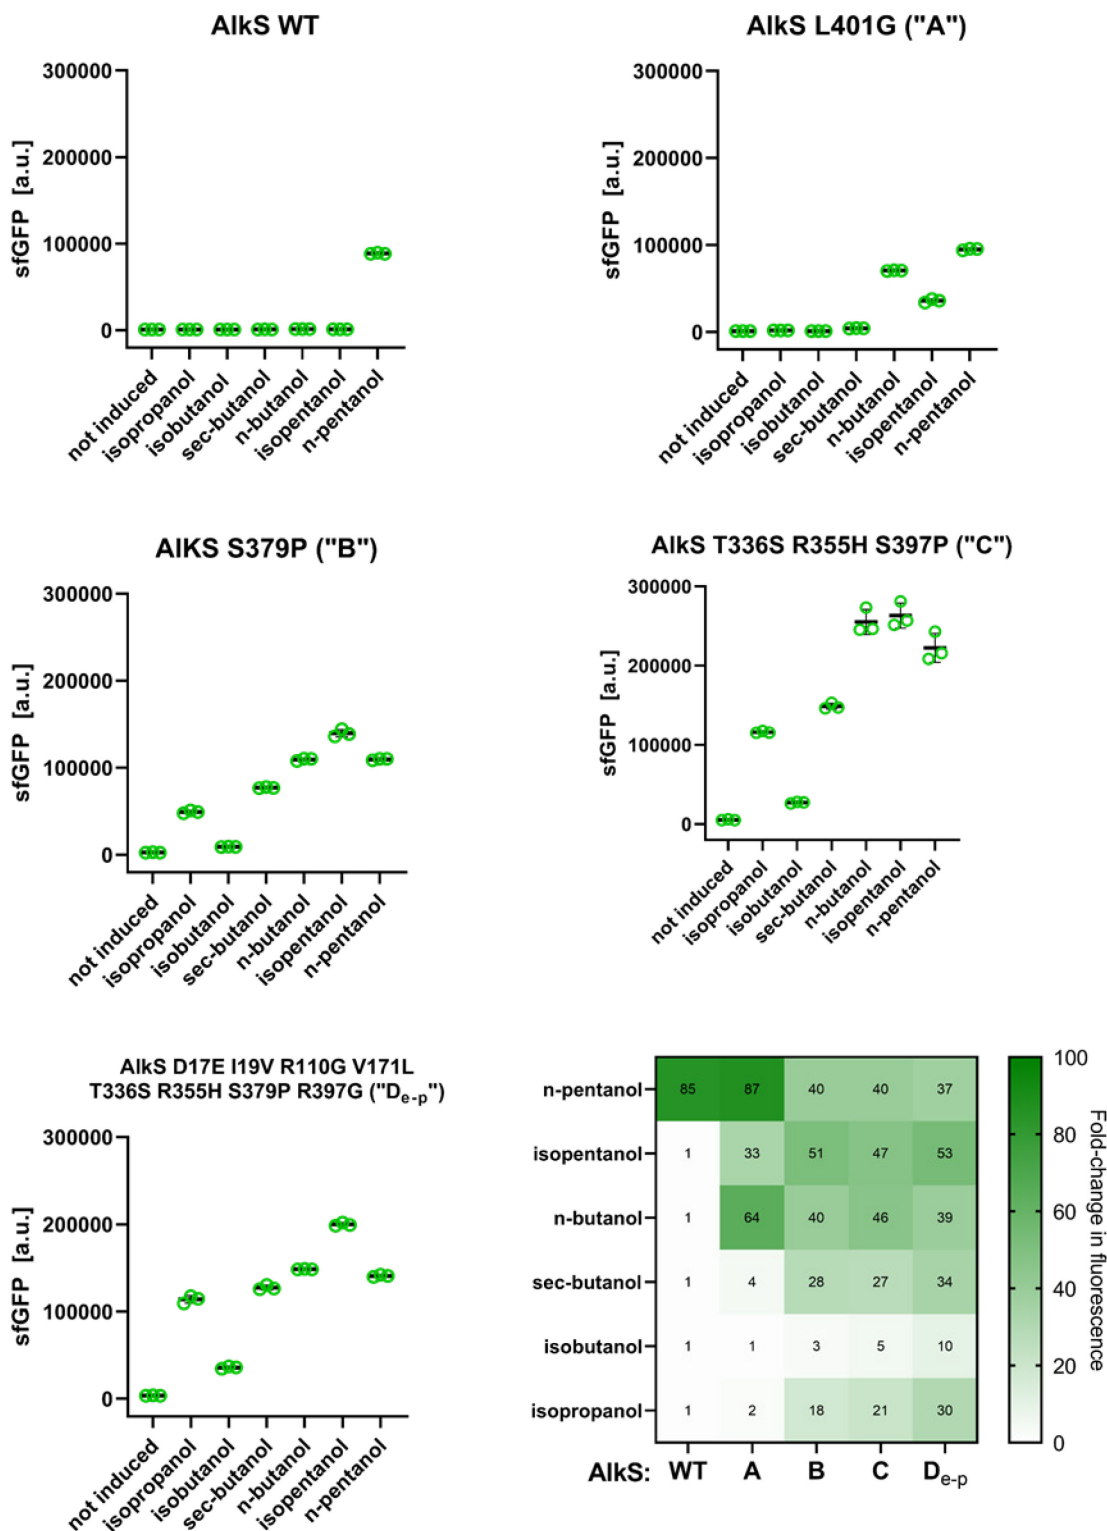 AlkS WT
300000
200000
100000
0
sfGFP [a.u.]
not induced
isopropanol
isobutanol
sec-butanol
n-butanol
isopentanol
n-pentanol
AlkS L401G ("A")
300000
200000
100000
0
sfGFP [a.u.]
not induced
isopropanol
isobutanol
sec-butanol
n-butanol
isopentanol
n-pentanol
AlKS S379P ("B")
300000
200000
100000
0
sfGFP [a.u.]
not induced
isopropanol
isobutanol
sec-butanol
n-butanol
isopentanol
n-pentanol
AlkS T336S R355H S397P ("C")
300000
200000
100000
0
sfGFP [a.u.]
not induced
isopropanol
isobutanol
sec-butanol
n-butanol
isopentanol
n-pentanol
AlkS D17E I19V R110G V171L
T336S R355H S379P R397G ("De-p")
300000
200000
100000
0
sfGFP [a.u.]
not induced
isopropanol
isobutanol
sec-butanol
n-butanol
isopentanol
n-pentanol
n-pentanol 85 87 40 40 37
isopentanol 1 33 51 47 53
n-butanol 1 64 40 46 39
sec-butanol 1 4 28 27 34
isobutanol 1 1 3 5 10
isopropanol 1 2 18 21 30
AlkS: WT A B C De-p
100
80
60
40
20
0
Fold-change in fluorescence